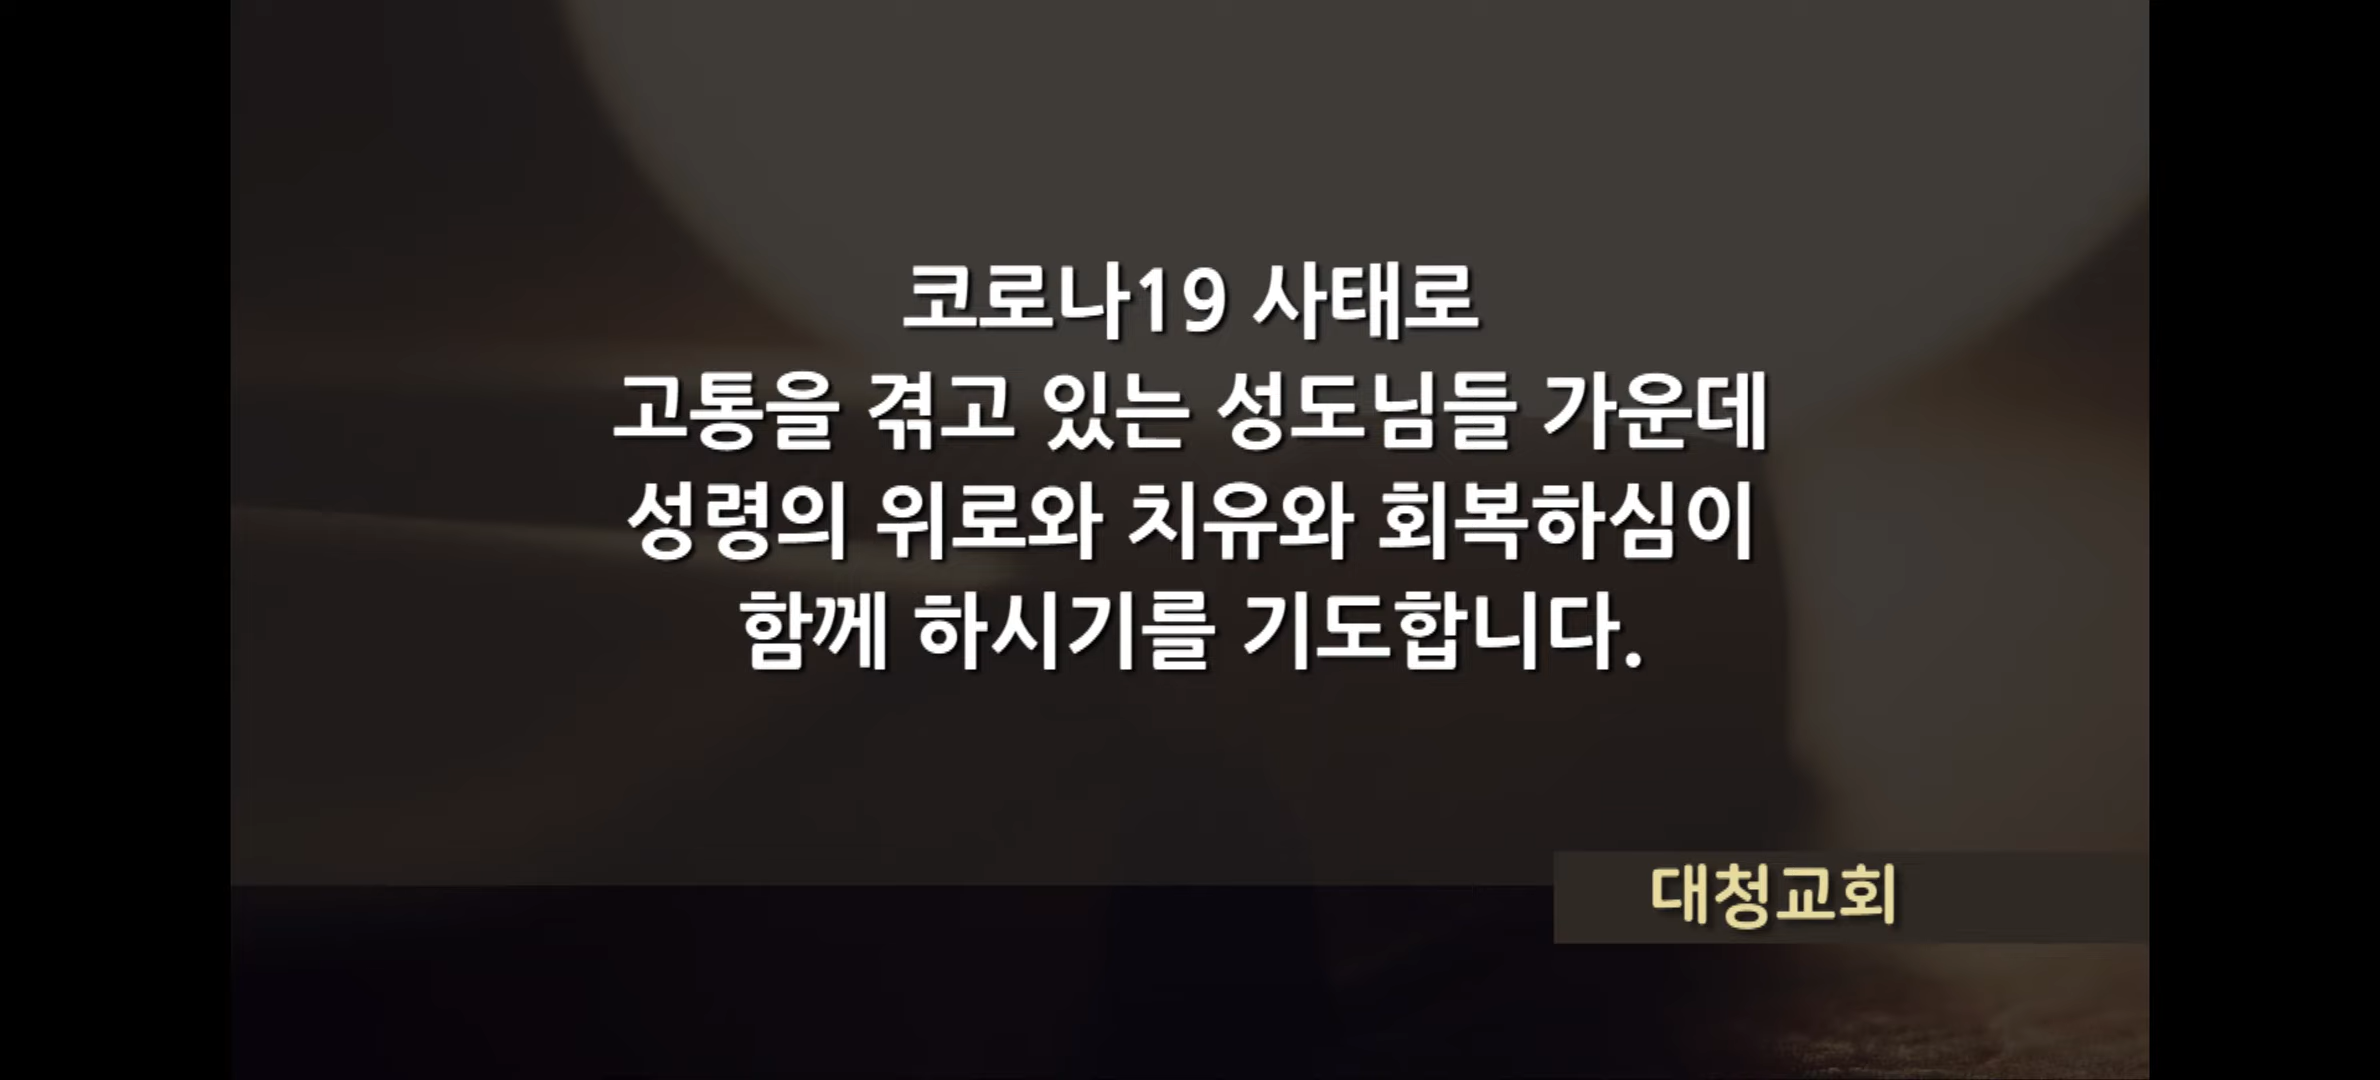 코로나19 사태로
고통을 겪고 있는 성도님들 가운데
성령의 위로와 치유와 회복하심이
함께 하시기를 기도합니다.
대청교회